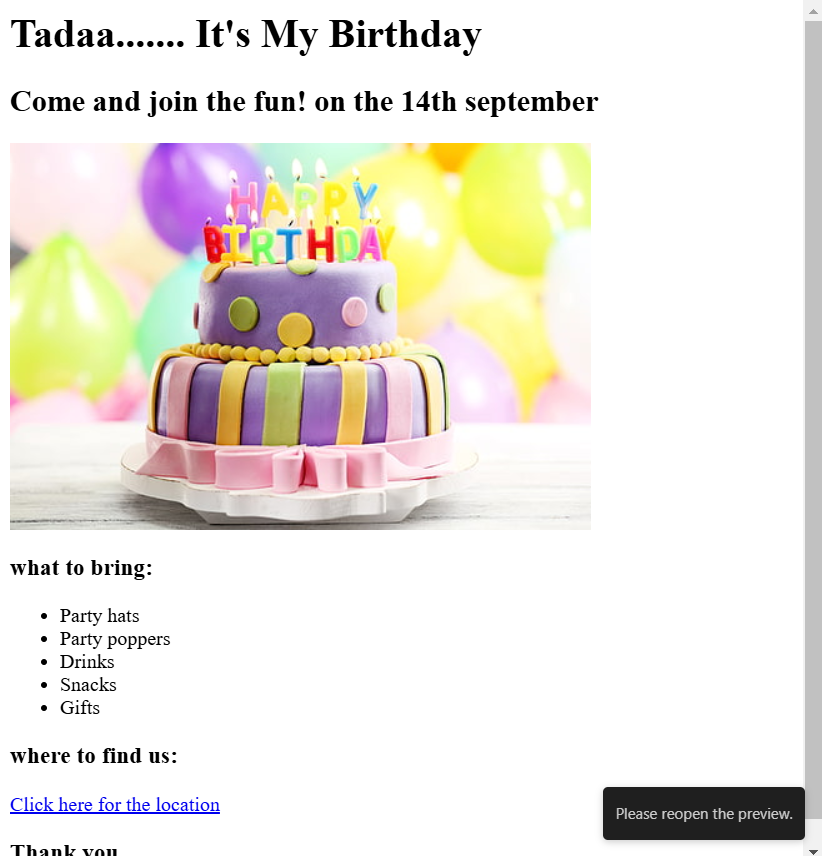 Tadaa....... It's My Birthday
Come and join the fun! on the 14th september
HAPPY
BIRTHDAY
what to bring:
Party hats
Party poppers
Drinks
Snacks
Gifts
where to find us:
Click here for the location
Please reopen the preview.
Thank you